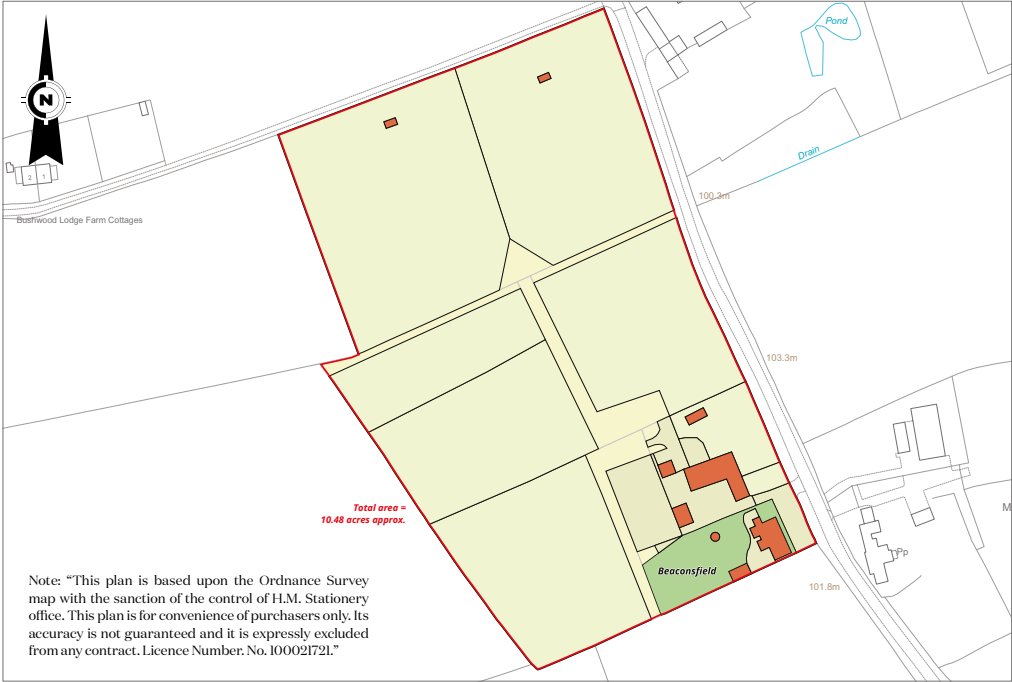 Pond
N
Drain
2 1
100.3m
Bushwood Lodge Farm Cottages
103.3m
Total area =
10.48 acres approx.
M
Pp
Beaconsfield
101.8m
Note: “This plan is based upon the Ordnance Survey
map with the sanction of the control of H.M. Stationery
office. This plan is for convenience of purchasers only. Its
accuracy is not guaranteed and it is expressly excluded
from any contract. Licence Number. No. 100021721.”